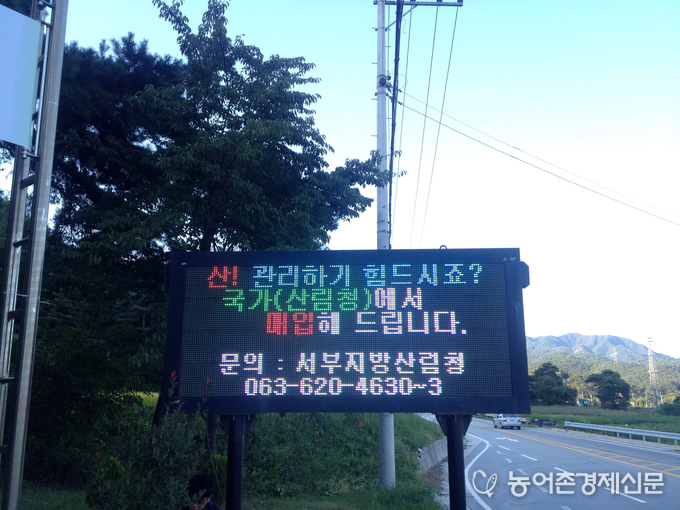 산! 관리하기 힘드시죠?
국가(산림청)에서
매입해 드립니다.
문의 : 서부지방산림청
063-620-4630~3
농어촌경제신문